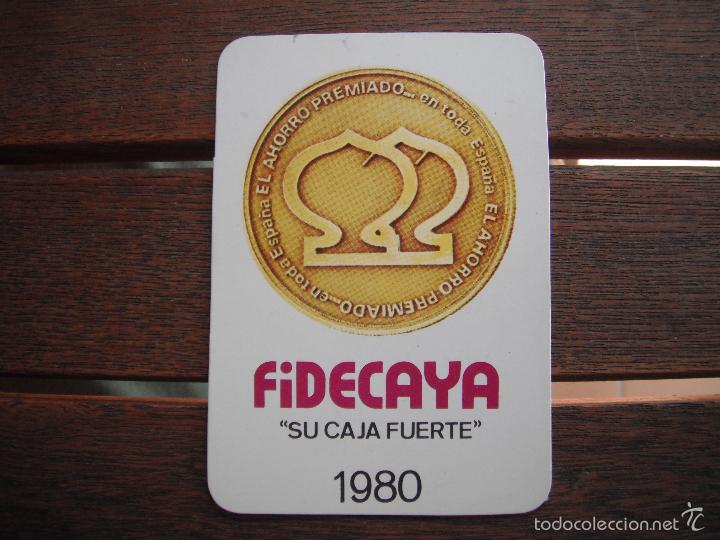 EL AHORRO PREMIADO... en toda España EL AHORRO PREMIADO... en toda España
FiDECAYA
“SU CAJA FUERTE”
1980
todocoleccion.net tc